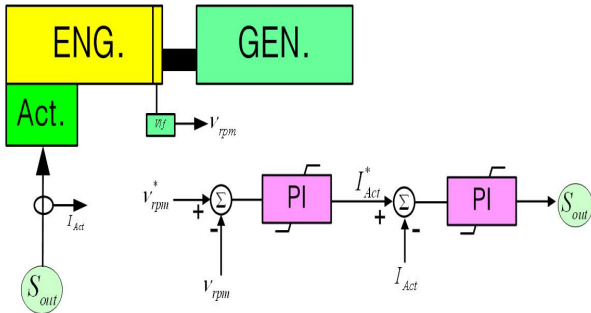 ENG.
GEN.
Act.
V/f
v_rpm
I_Act
S_out
v*_rpm
+
Σ
-
v_rpm
PI
I*_Act
+
Σ
-
I_Act
PI
S_out